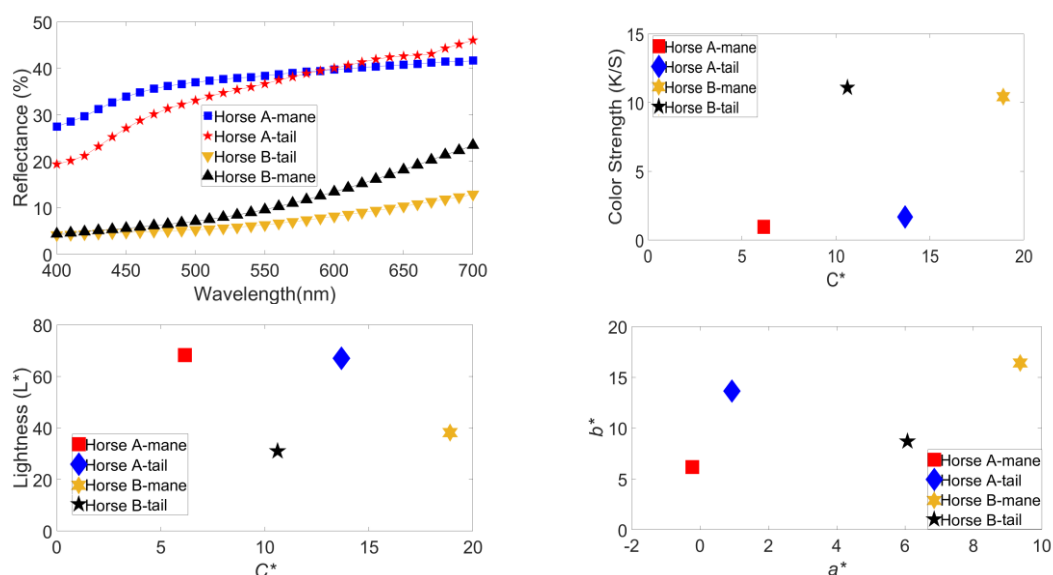 50
40
30
20
10
0
Reflectance (%)
Horse A-mane
Horse A-tail
Horse B-tail
Horse B-mane
400 450 500 550 600 650 700
Wavelength(nm)
15
10
5
0
Color Strength (K/S)
Horse A-mane
Horse A-tail
Horse B-mane
Horse B-tail
0 5 10 15 20
C*
80
60
40
20
0
Lightness (L*)
Horse A-mane
Horse A-tail
Horse B-mane
Horse B-tail
0 5 10 15 20
C*
20
15
10
5
0
b*
Horse A-mane
Horse A-tail
Horse B-mane
Horse B-tail
-2 0 2 4 6 8 10
a*